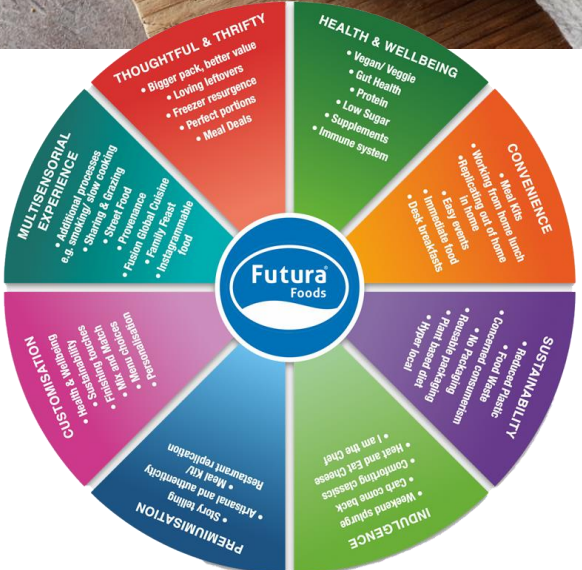 THOUGHTFUL & THRIFTY
• Bigger pack, better value
• Loving leftovers
• Freezer resurgence
• Perfect portions
• Meal Deals
HEALTH & WELLBEING
• Vegan/ Veggie
• Gut Health
• Protein
• Low Sugar
• Supplements
• Immune system
CONVENIENCE
• Meal Kits
• Working from home lunch
•Replicating out of home
in home
• Easy events
• Immediate food
• Desk breakfasts
SUSTAINABILITY
• Reduced Plastic
• Food Waste
• Concerned consumerism
• No Packaging
• Reusable packaging
• Plant based diet
• Hyper local
INDULGENCE
• Weekend splurge
• Carb come back
• Comforting classics
• Heat and Eat Cheese
• I am the Chef
PREMIUMISATION
• Story telling
• Artisanal and authenticity
• Meal Kit/
Restaurant replication
CUSTOMISATION
• Health & Wellbeing
• Sustainability
• Finishing touches
• Mix and Match
• Menu choices
• Personalisation
MULTISENSORIAL
EXPERIENCE
• Additional processes
e.g. smoking/ slow cooking
• Sharing & Grazing
• Street Food
• Provenance
• Fusion Global Cuisine
• Family Feast
• Instagrammable
food
Futura
Foods